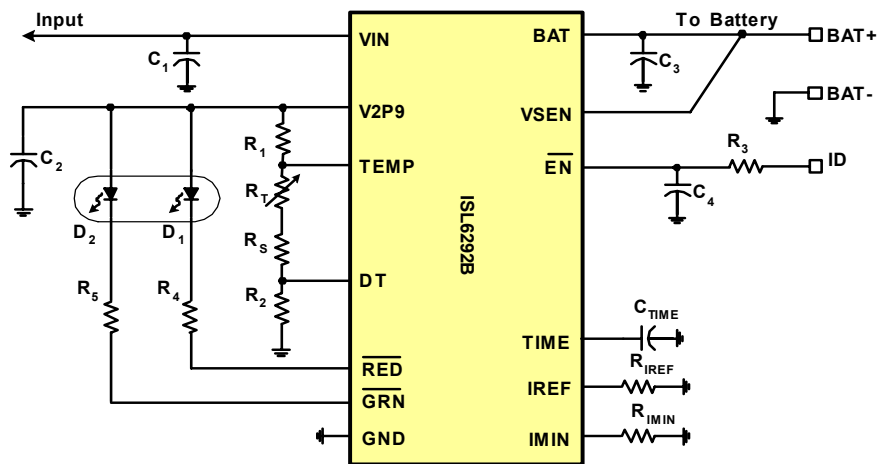 Input
To Battery
VIN
BAT
BAT+
C1
C3
BAT-
V2P9
VSEN
C2
R1
TEMP
EN
R3
ID
RT
C4
D2
D1
RS
ISL6292B
R5
R4
R2
DT
CTIME
TIME
RED
RIREF
IREF
GRN
RIMIN
GND
IMIN